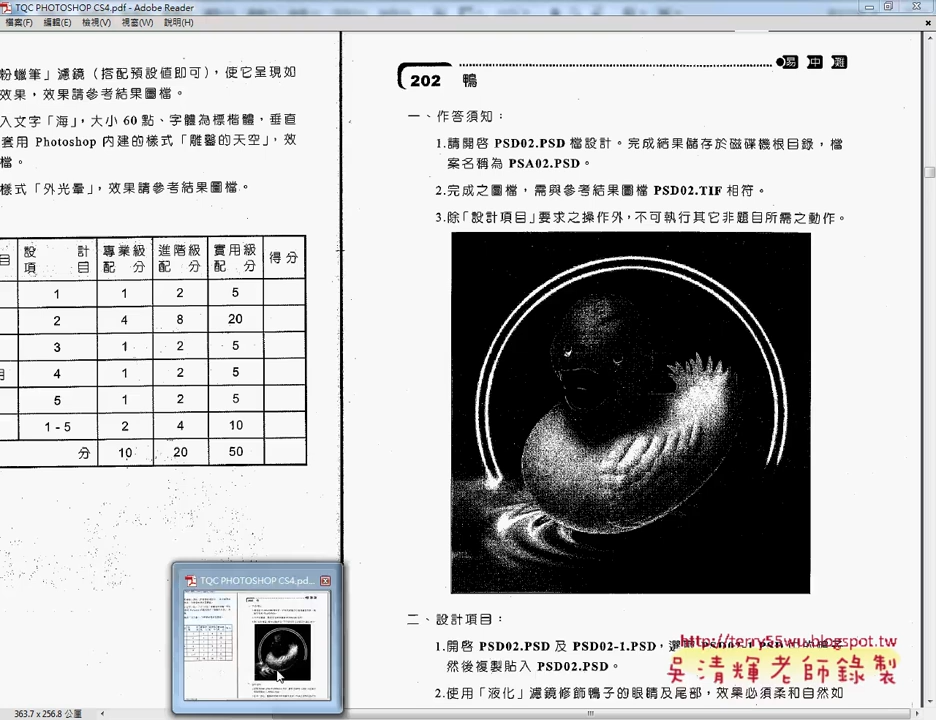 TQC PHOTOSHOP CS4.pdf - Adobe Reader
檔案(F) 編輯(E) 檢視(V) 視窗(W) 說明(H)
粉蠟筆」濾鏡（搭配預設值即可），使它呈現如
效果，效果請參考結果圖檔。
入文字「海」，大小 60 點、字體為標楷體，垂直
套用 Photoshop 內建的樣式「雕鑿的天空」，效
檔。
樣式「外光暈」，效果請參考結果圖檔。
目 設計項目 專業級配分 進階級配分 實用級配分 得分
1 1 2 5
2 4 8 20
3 1 2 5
用 4 1 2 5
5 1 2 5
1 - 5 2 4 10
分 10 20 50
易 中 難
202 鴨
一、作答須知：
1.請開啓 PSD02.PSD 檔設計。完成結果儲存於磁碟機根目錄，檔
案名稱為 PSA02.PSD。
2.完成之圖檔，需與參考結果圖檔 PSD02.TIF 相符。
3.除「設計項目」要求之操作外，不可執行其它非題目所需之動作。
二、設計項目：
1.開啓 PSD02.PSD 及 PSD02-1.PSD，選
然後複製貼入 PSD02.PSD。
2.使用「液化」濾鏡修飾鴨子的眼睛及尾部，效果必須柔和自然如
http://terry55wu.blogspot.tw
吳清輝老師錄製
TQC PHOTOSHOP CS4.pd...
363.7 x 256.8 公釐